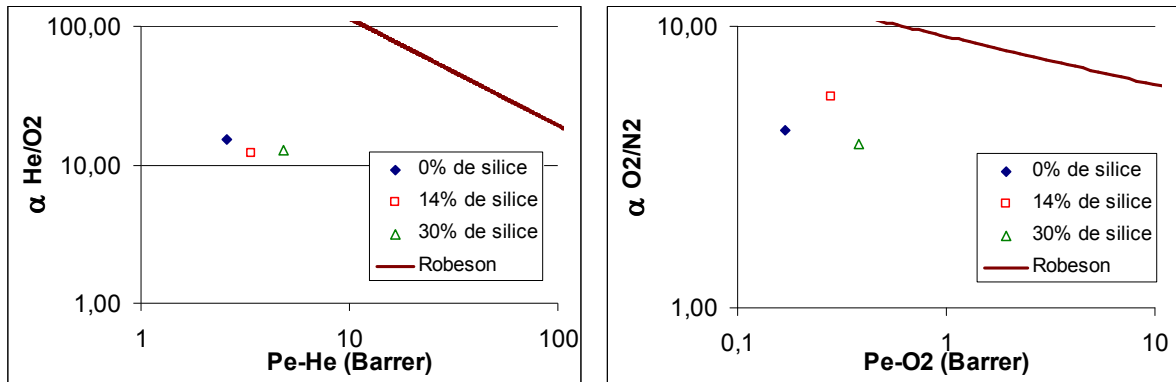 100,00
10,00
1,00
1
10
100
α He/O2
Pe-He (Barrer)
0% de silice
14% de silice
30% de silice
Robeson
10,00
1,00
0,1
1
10
α O2/N2
Pe-O2 (Barrer)
0% de silice
14% de silice
30% de silice
Robeson